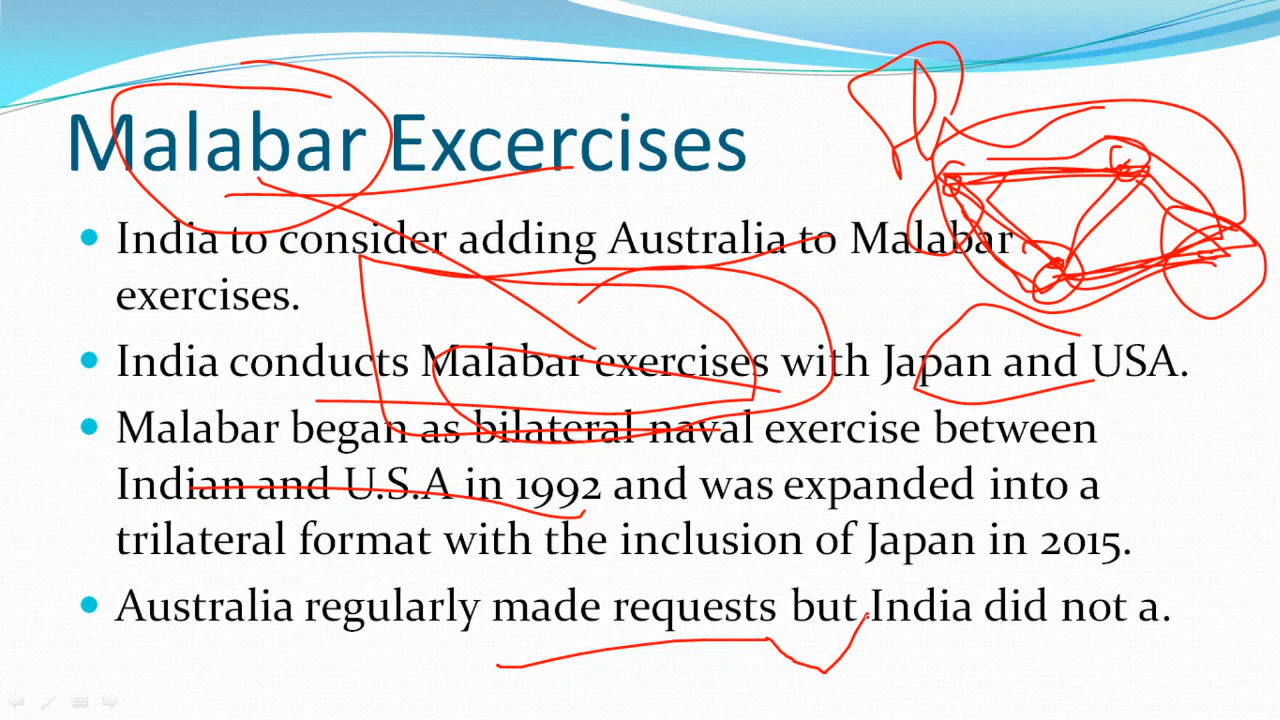 Malabar Excercises
India to consider adding Australia to Malabar
exercises.
India conducts Malabar exercises with Japan and USA.
Malabar began as bilateral naval exercise between
Indian and U.S.A in 1992 and was expanded into a
trilateral format with the inclusion of Japan in 2015.
Australia regularly made requests but India did not a.